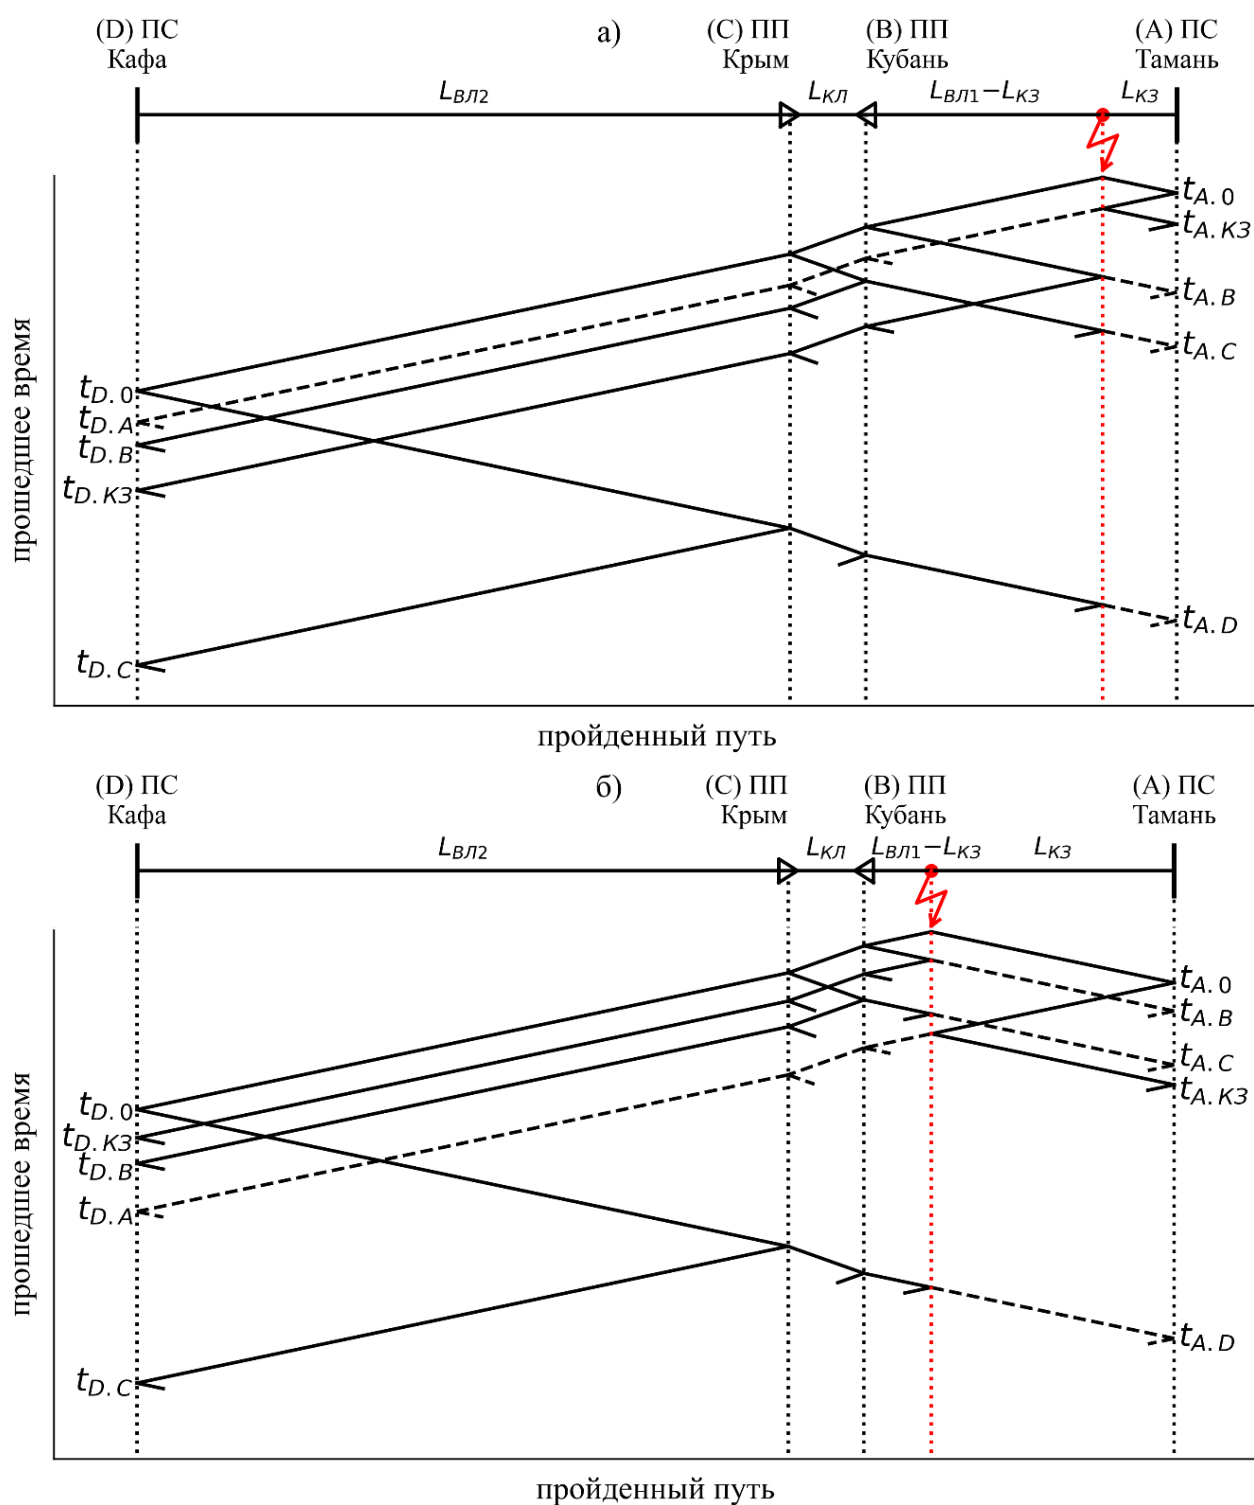 (D) ПС
Кафа
а)
(C) ПП
Крым
(B) ПП
Кубань
(A) ПС
Тамань
LВЛ2
LКЛ
LВЛ1−LКЗ
LКЗ
tA.0
tA.КЗ
tA.B
tA.C
tD.0
tD.A
tD.B
tD.КЗ
tA.D
tD.C
прошедшее время
пройденный путь
(D) ПС
Кафа
б)
(C) ПП
Крым
(B) ПП
Кубань
(A) ПС
Тамань
LВЛ2
LКЛ
LВЛ1−LКЗ
LКЗ
tA.0
tA.B
tA.C
tA.КЗ
tD.0
tD.КЗ
tD.B
tD.A
tA.D
tD.C
прошедшее время
пройденный путь